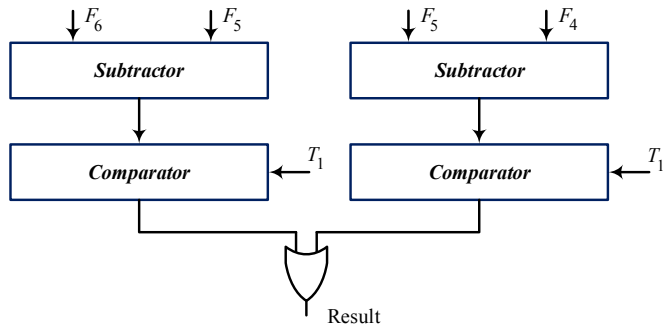 F6 F5 F5 F4
Subtractor Subtractor
T1 T1
Comparator Comparator
Result